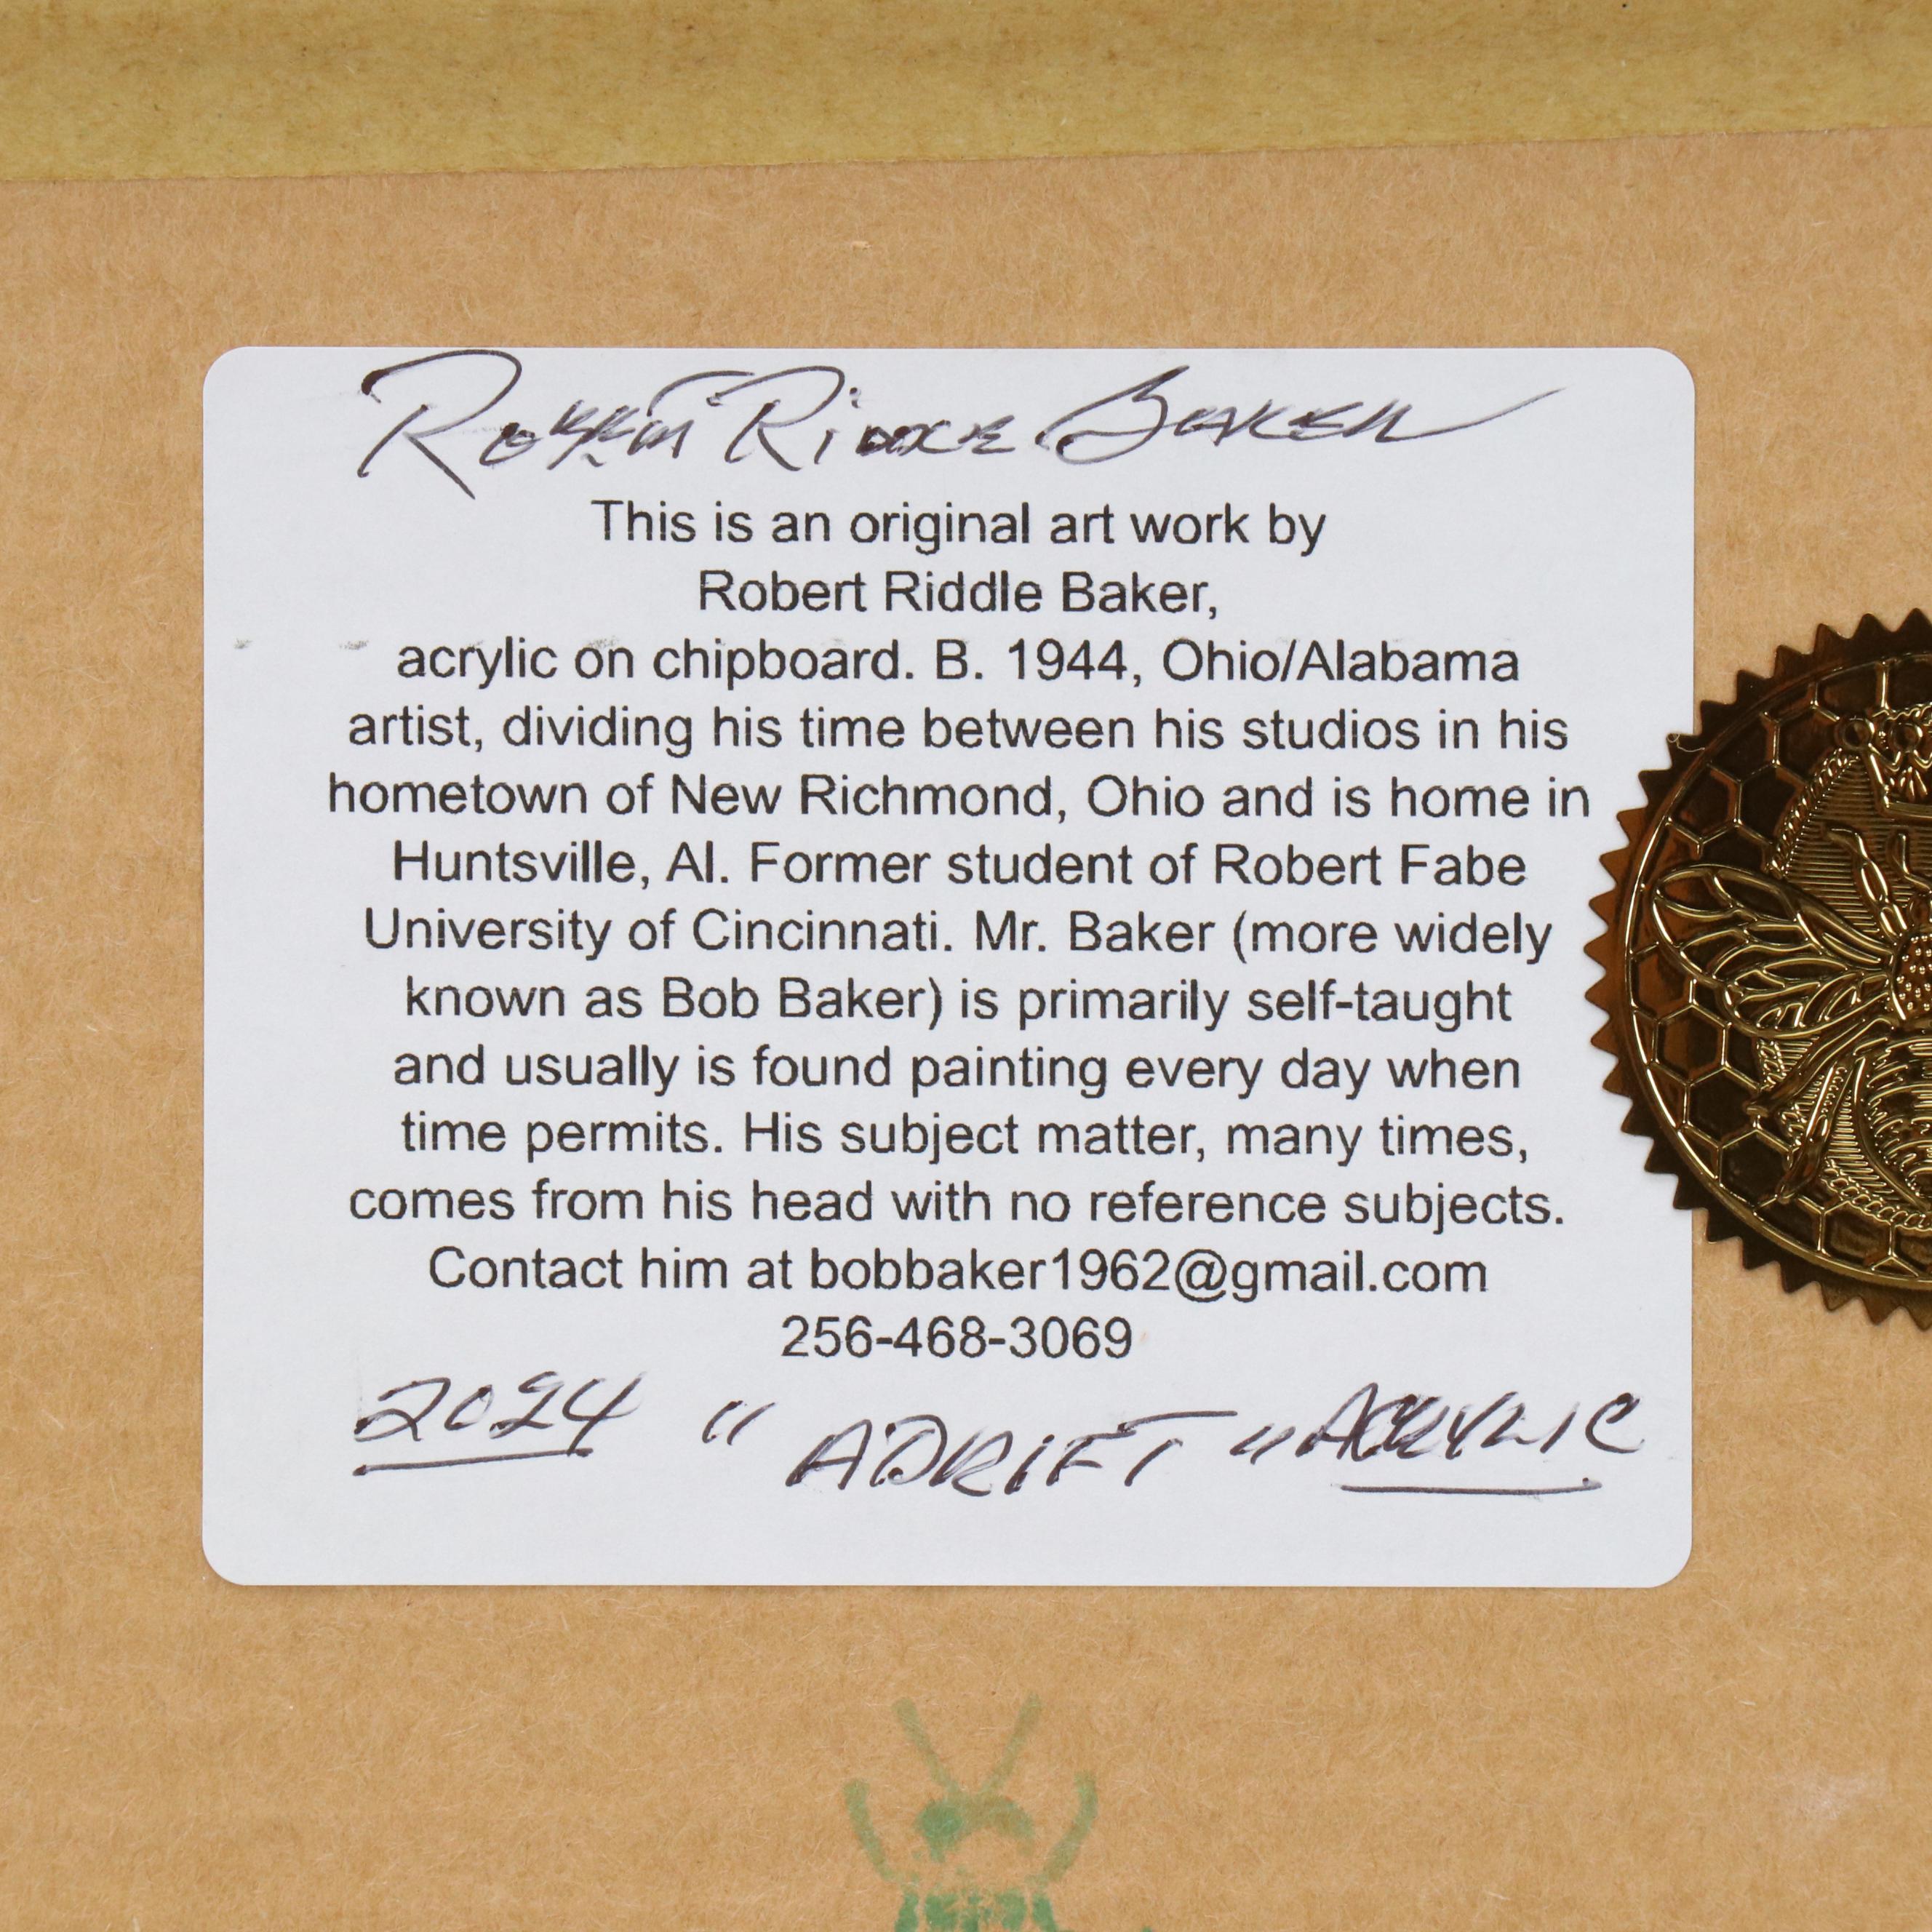 Robert Riddle Baker
This is an original art work by
Robert Riddle Baker,
acrylic on chipboard. B. 1944, Ohio/Alabama
artist, dividing his time between his studios in his
hometown of New Richmond, Ohio and is home in
Huntsville, Al. Former student of Robert Fabe
University of Cincinnati. Mr. Baker (more widely
known as Bob Baker) is primarily self-taught
and usually is found painting every day when
time permits. His subject matter, many times,
comes from his head with no reference subjects.
Contact him at bobbaker1962@gmail.com
256-468-3069
2024 "ADRIFT" ACRYLIC